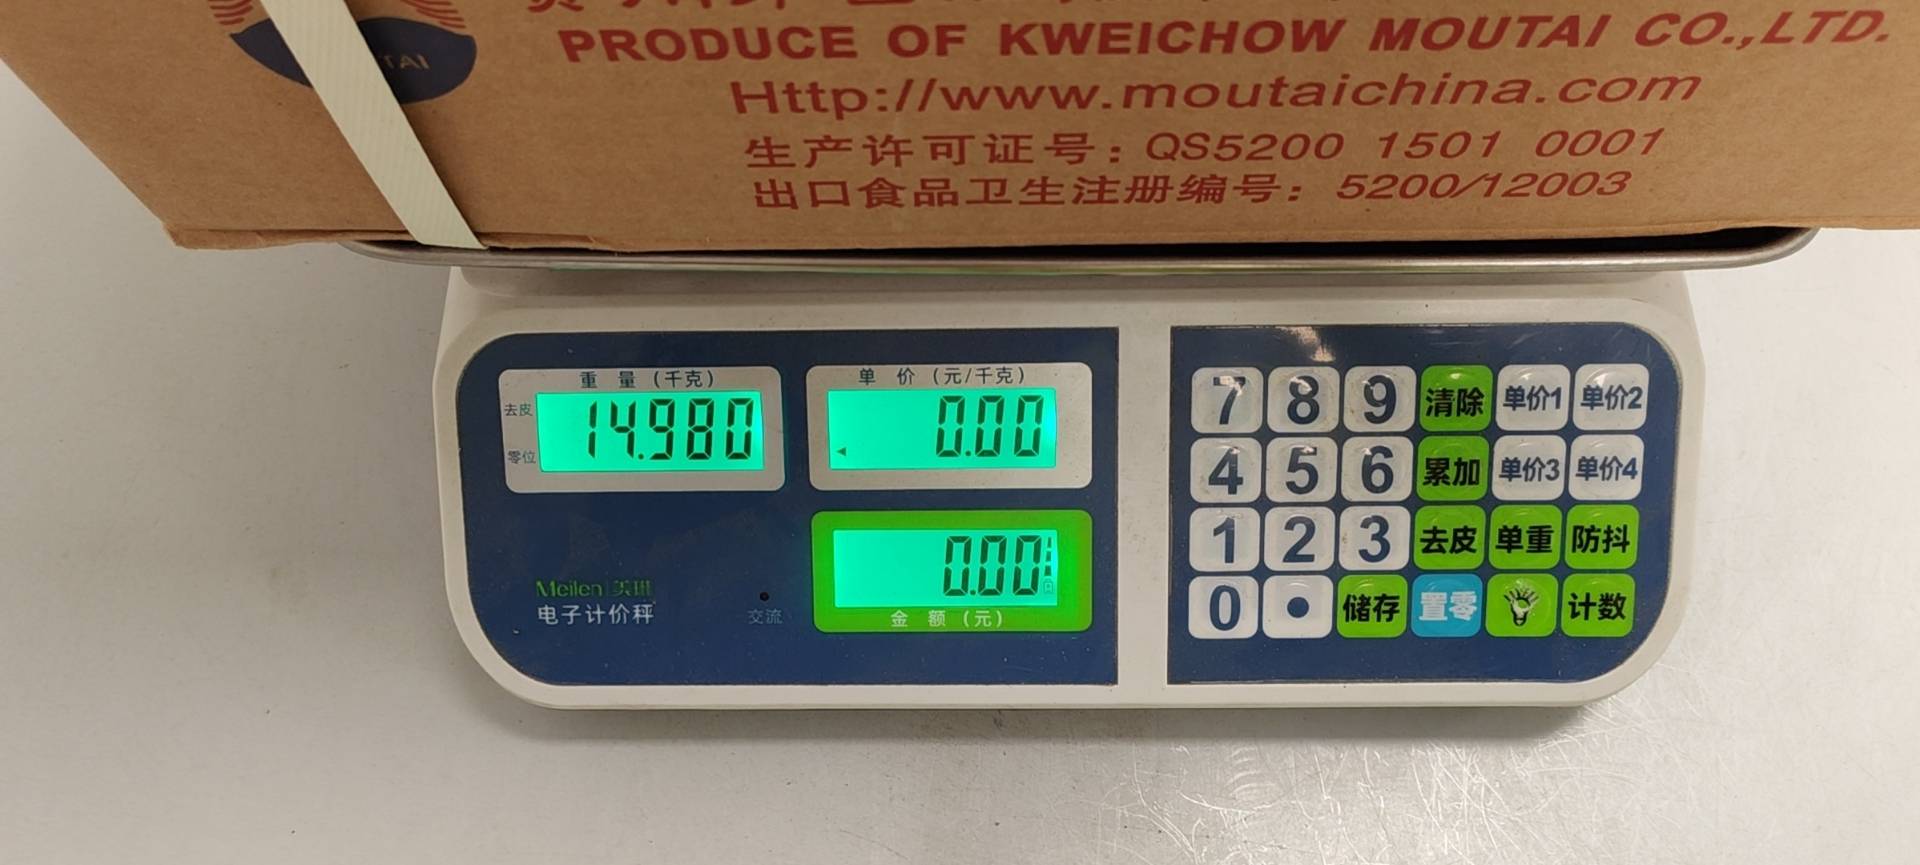 TAI
PRODUCE OF KWEICHOW MOUTAI CO.,LTD.
Http://www.moutaichina.com
生产许可证号：QS5200 1501 0001
出口食品卫生注册编号：5200/12003
重量（千克）
去皮
零位
14.980
单价（元/千克）
0.00
0.00
金额（元）
Meilen 美琳
电子计价秤
交流
7 8 9 清除 单价1 单价2
4 5 6 累加 单价3 单价4
1 2 3 去皮 单重 防抖
0 • 储存 置零 计数